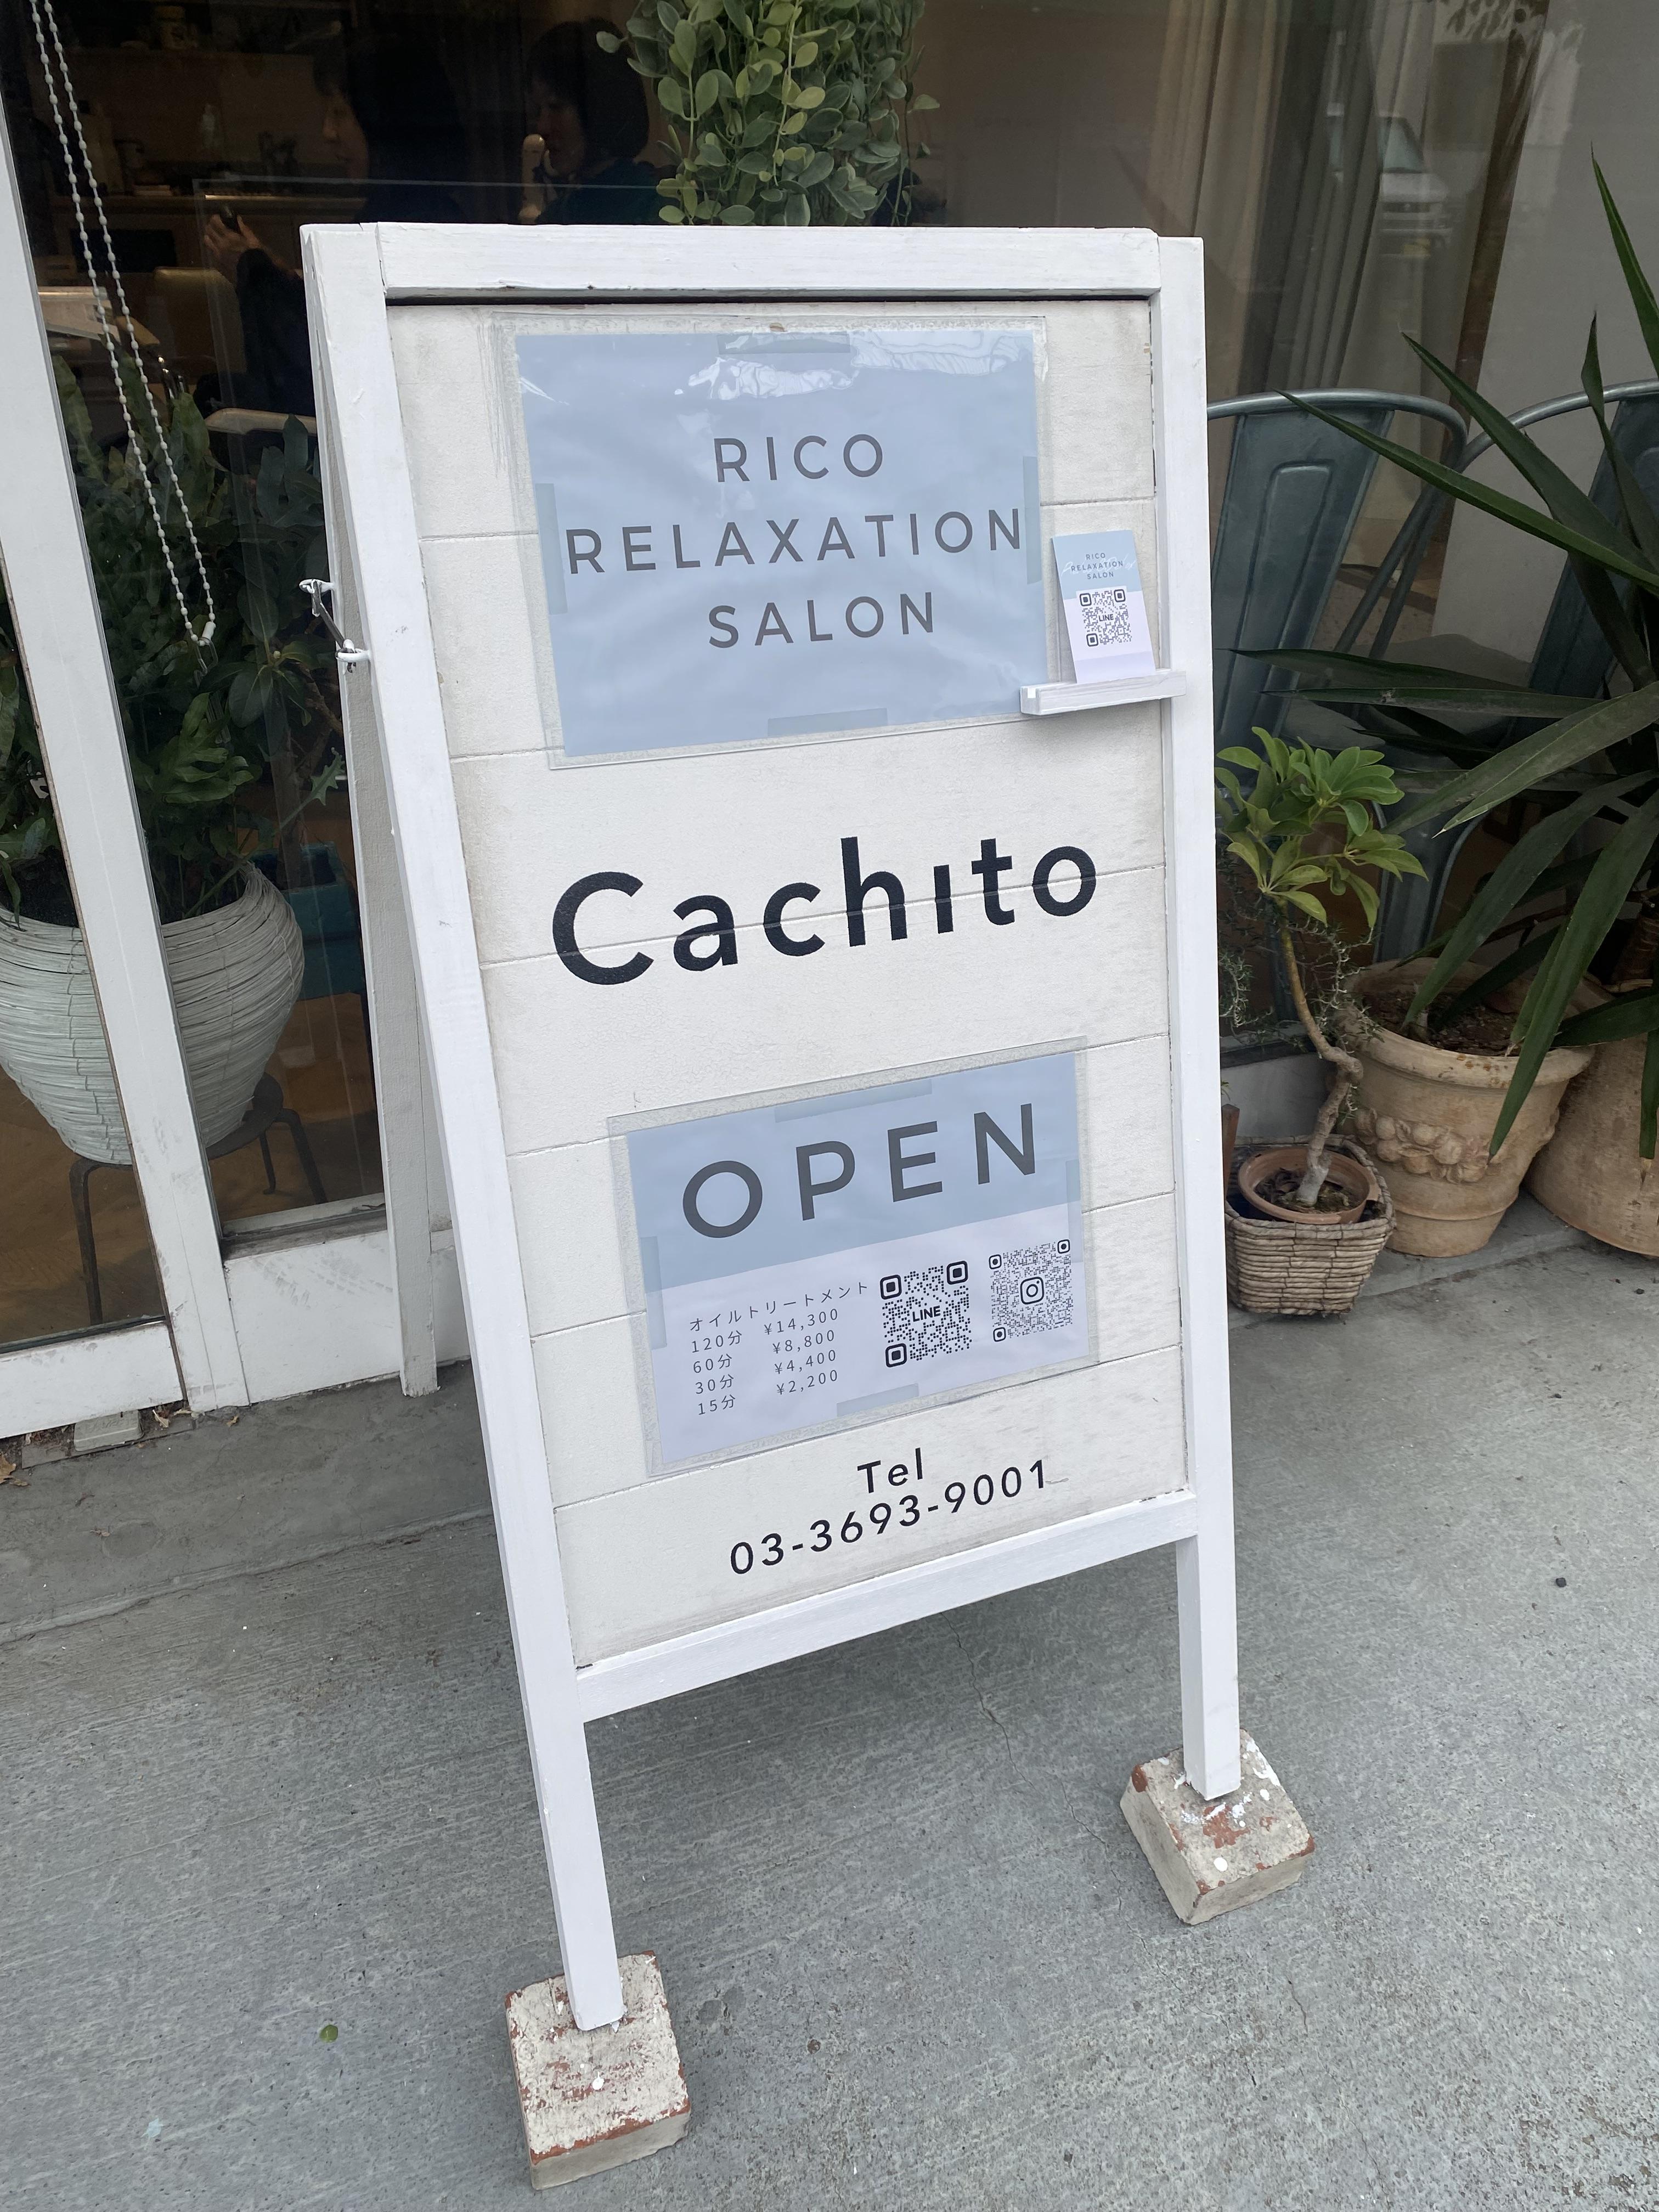 RICO
RELAXATION
SALON
RICO
RELAXATION
SALON
LINE
Cachito
OPEN
オイルトリートメント
120分 ¥14,300
60分 ¥8,800
30分 ¥4,400
15分 ¥2,200
LINE
Tel
03-3693-9001